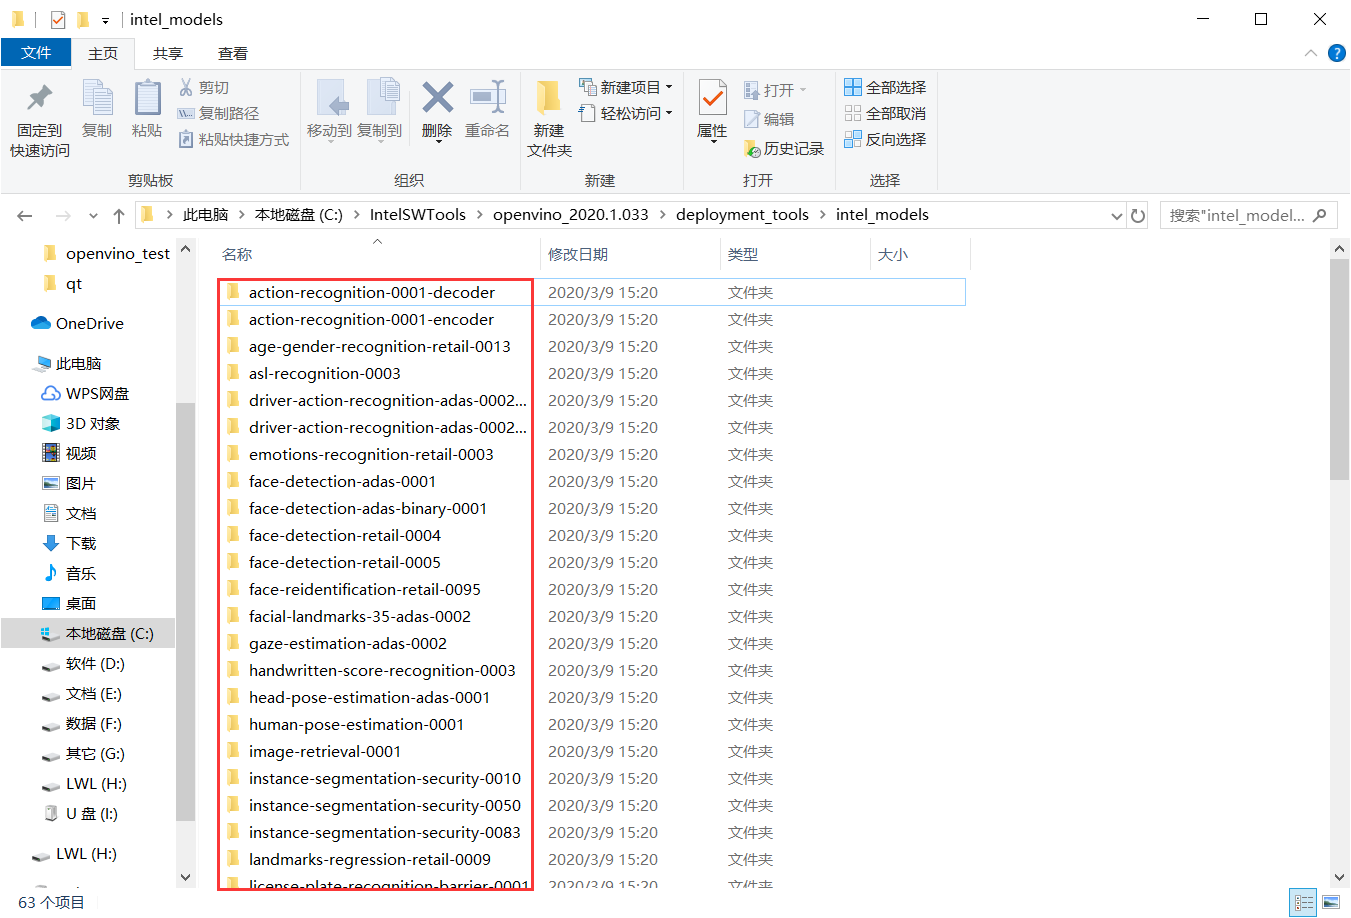 intel_models
文件 主页 共享 查看
固定到快速访问
复制
粘贴
剪切
复制路径
粘贴快捷方式
剪贴板
移动到
复制到
删除
重命名
组织
新建文件夹
新建项目
轻松访问
新建
属性
打开
编辑
历史记录
打开
全部选择
全部取消
反向选择
选择
此电脑 > 本地磁盘 (C:) > IntelSWTools > openvino_2020.1.033 > deployment_tools > intel_models
搜索"intel_model...
openvino_test
qt
OneDrive
此电脑
WPS网盘
3D 对象
视频
图片
文档
下载
音乐
桌面
本地磁盘 (C:)
软件 (D:)
文档 (E:)
数据 (F:)
其它 (G:)
LWL (H:)
U 盘 (I:)
LWL (H:)
名称 修改日期 类型 大小
action-recognition-0001-decoder 2020/3/9 15:20 文件夹
action-recognition-0001-encoder 2020/3/9 15:20 文件夹
age-gender-recognition-retail-0013 2020/3/9 15:20 文件夹
asl-recognition-0003 2020/3/9 15:20 文件夹
driver-action-recognition-adas-0002... 2020/3/9 15:20 文件夹
driver-action-recognition-adas-0002... 2020/3/9 15:20 文件夹
emotions-recognition-retail-0003 2020/3/9 15:20 文件夹
face-detection-adas-0001 2020/3/9 15:20 文件夹
face-detection-adas-binary-0001 2020/3/9 15:20 文件夹
face-detection-retail-0004 2020/3/9 15:20 文件夹
face-detection-retail-0005 2020/3/9 15:20 文件夹
face-reidentification-retail-0095 2020/3/9 15:20 文件夹
facial-landmarks-35-adas-0002 2020/3/9 15:20 文件夹
gaze-estimation-adas-0002 2020/3/9 15:20 文件夹
handwritten-score-recognition-0003 2020/3/9 15:20 文件夹
head-pose-estimation-adas-0001 2020/3/9 15:20 文件夹
human-pose-estimation-0001 2020/3/9 15:20 文件夹
image-retrieval-0001 2020/3/9 15:20 文件夹
instance-segmentation-security-0010 2020/3/9 15:20 文件夹
instance-segmentation-security-0050 2020/3/9 15:20 文件夹
instance-segmentation-security-0083 2020/3/9 15:20 文件夹
landmarks-regression-retail-0009 2020/3/9 15:20 文件夹
license-plate-recognition-barrier-0001 2020/3/9 15:20 文件夹
63 个项目